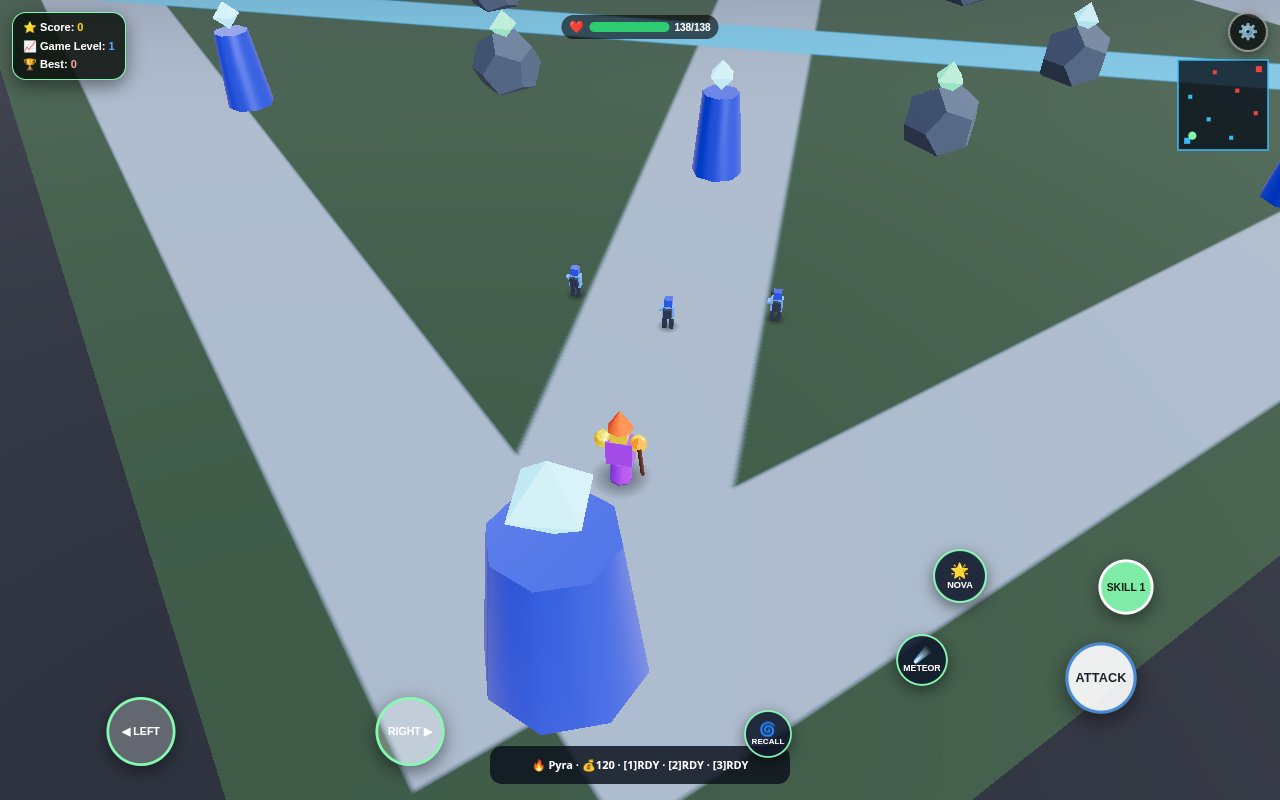 ⭐ Score: 0
📈 Game Level: 1
🏆 Best: 0
❤️ 138/138
⚙️
🌟
NOVA
SKILL 1
☄️
METEOR
ATTACK
◀ LEFT
RIGHT ▶
🌀
RECALL
🔥 Pyra · 💰120 · [1]RDY · [2]RDY · [3]RDY